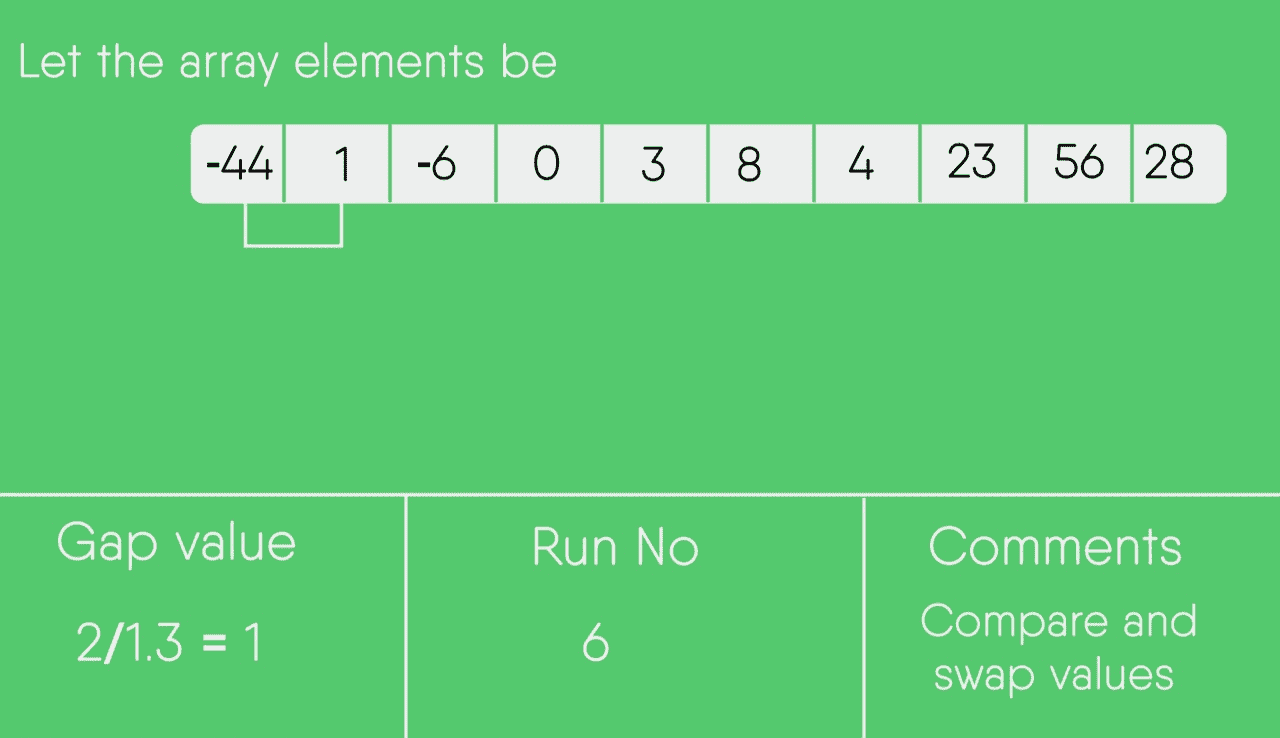 Let the array elements be
-44 1 -6 0 3 8 4 23 56 28
Gap value Run No Comments
2/1.3 = 1 6 Compare and
swap values